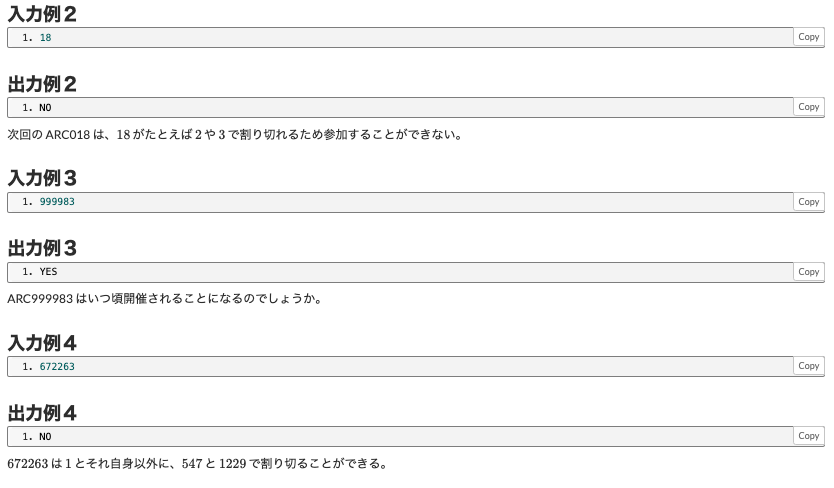 入力例２
1. 18
Copy
出力例２
1. NO
Copy
次回の ARC018 は、18 がたとえば 2 や 3 で割り切れるため参加することができない。
入力例３
1. 999983
Copy
出力例３
1. YES
Copy
ARC999983 はいつ頃開催されることになるのでしょうか。
入力例４
1. 672263
Copy
出力例４
1. NO
Copy
672263 は 1 とそれ自身以外に、547 と 1229 で割り切ることができる。